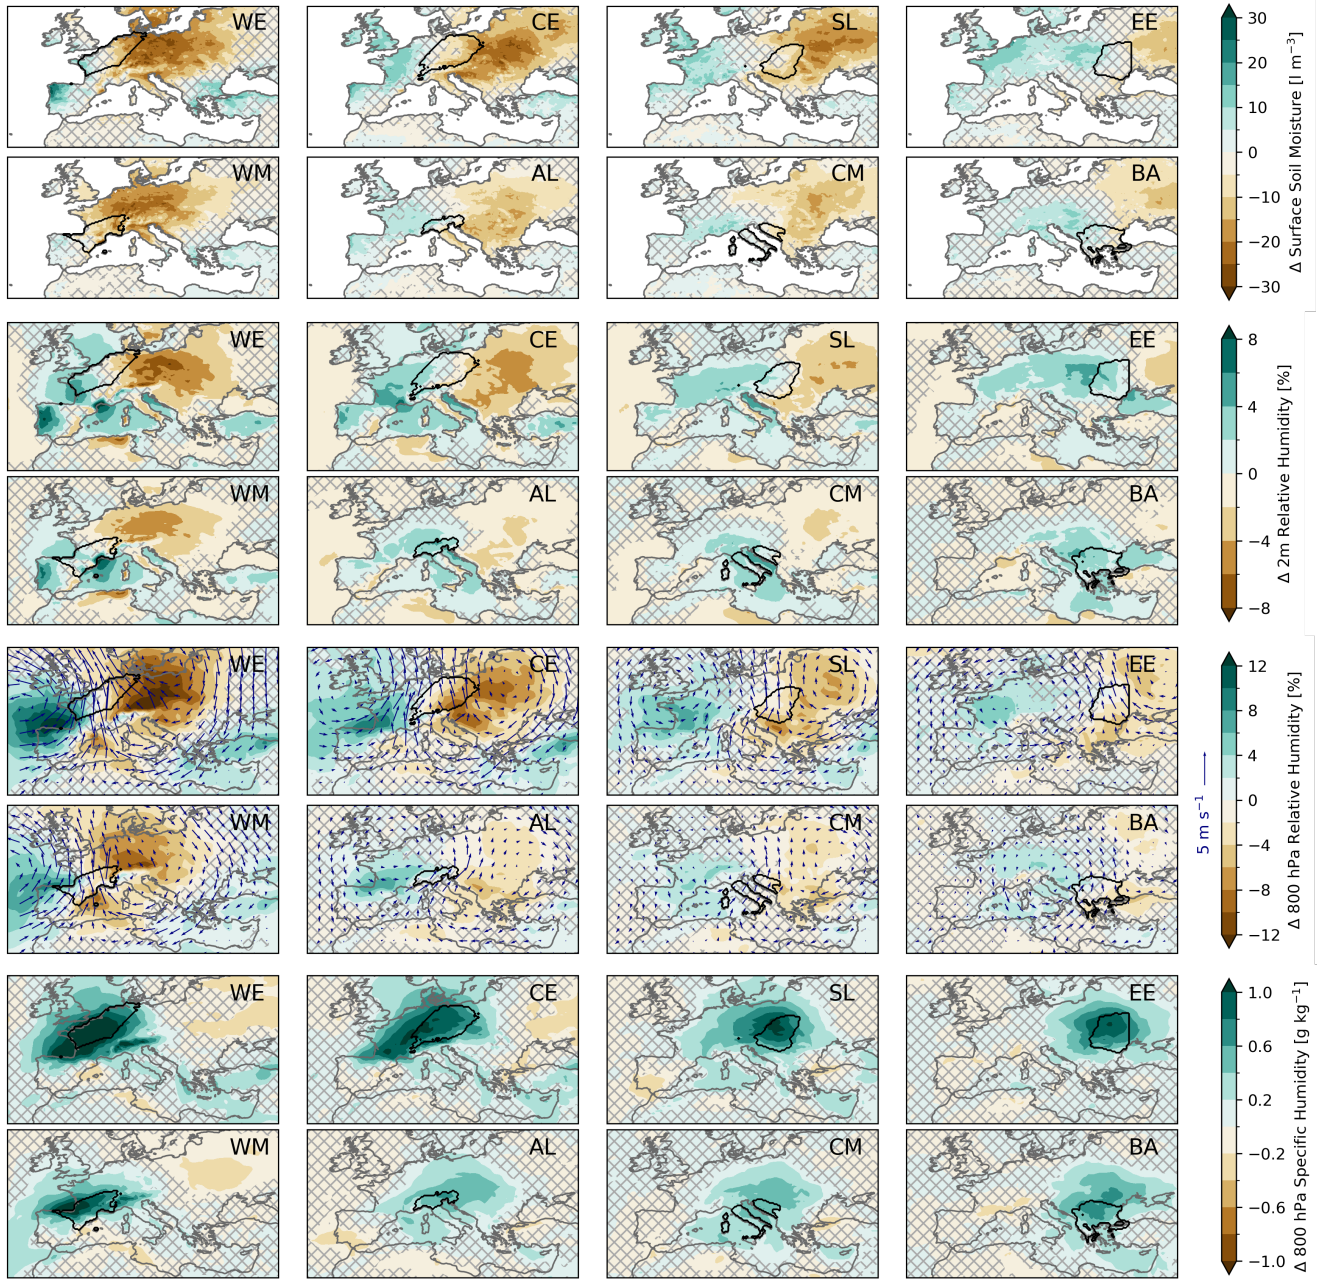 WE
CE
SL
EE
WM
AL
CM
BA
30
20
10
0
−10
−20
−30
Δ Surface Soil Moisture [l m⁻³]
WE
CE
SL
EE
WM
AL
CM
BA
8
4
0
−4
−8
Δ 2m Relative Humidity [%]
WE
CE
SL
EE
WM
AL
CM
BA
5 m s⁻¹
12
8
4
0
−4
−8
−12
Δ 800 hPa Relative Humidity [%]
WE
CE
SL
EE
WM
AL
CM
BA
1.0
0.6
0.2
−0.2
−0.6
−1.0
Δ 800 hPa Specific Humidity [g kg⁻¹]